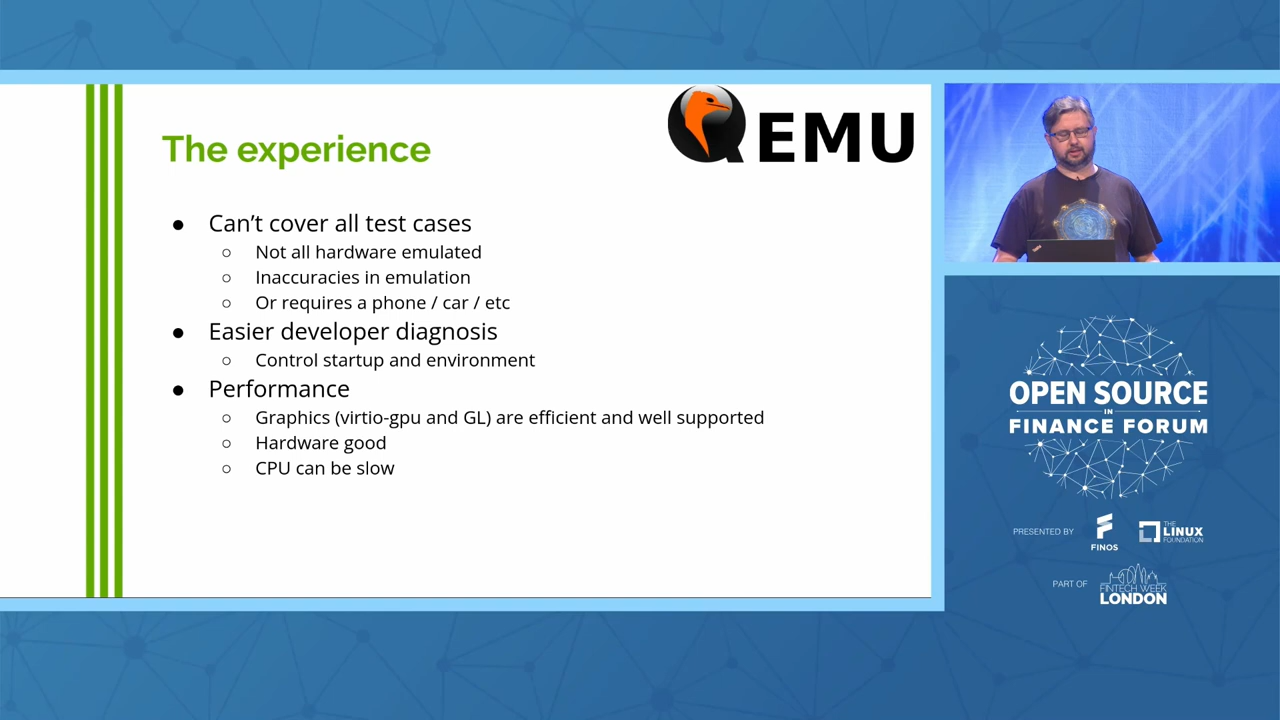 The experience
QEMU
● Can't cover all test cases
○ Not all hardware emulated
○ Inaccuracies in emulation
○ Or requires a phone / car / etc
● Easier developer diagnosis
○ Control startup and environment
● Performance
○ Graphics (virtio-gpu and GL) are efficient and well supported
○ Hardware good
○ CPU can be slow
OPEN SOURCE
IN
FINANCE FORUM
PRESENTED BY
FINOS
THE
LINUX
FOUNDATION
PART OF
FINTECH WEEK
LONDON